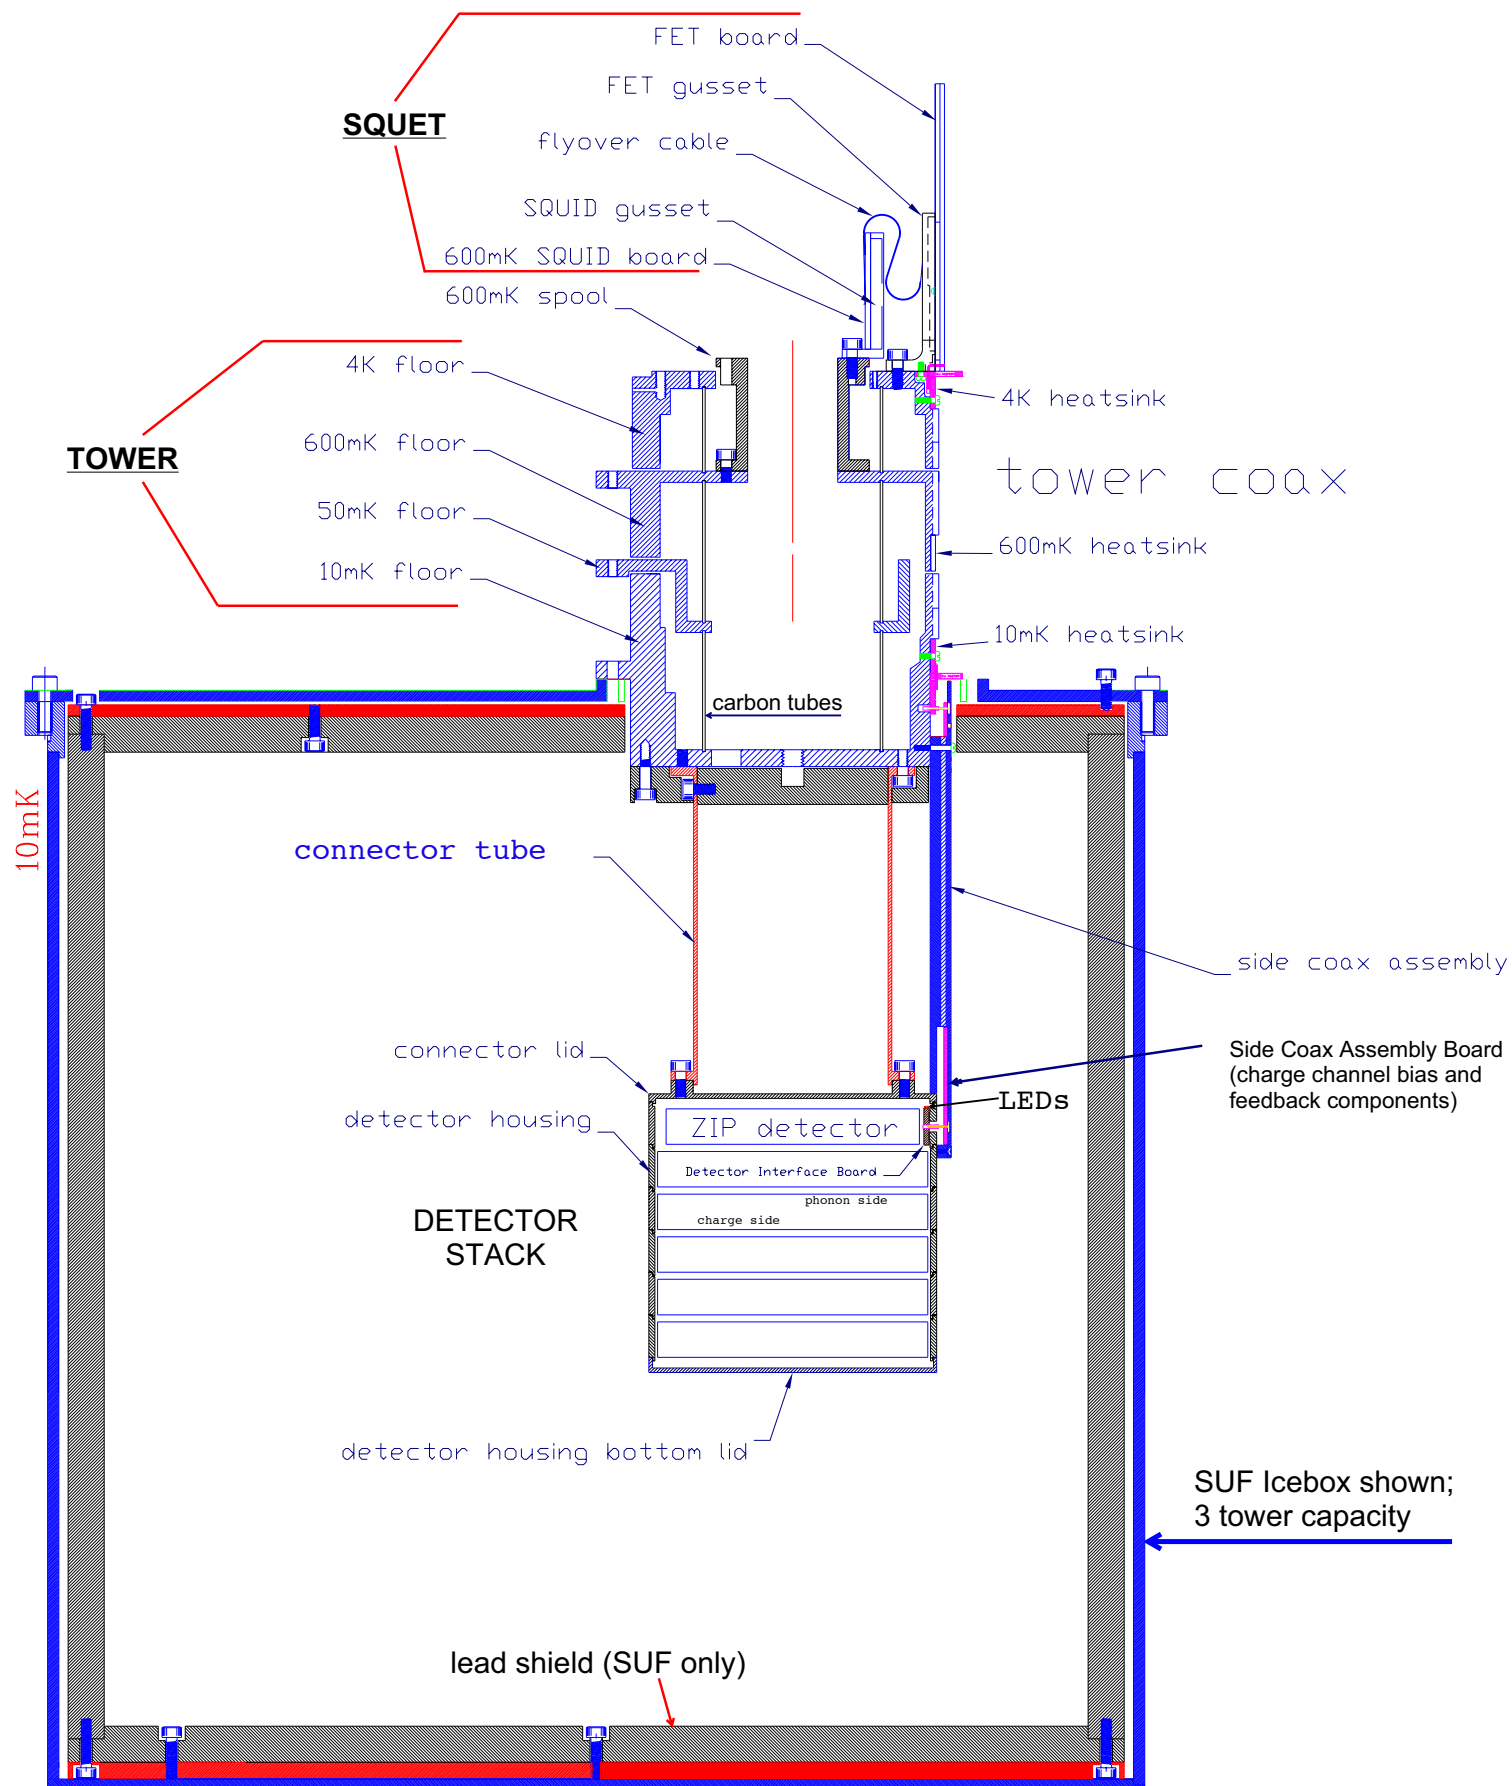 FET board
FET gusset
SQUET
flyover cable
SQUID gusset
600mK SQUID board
600mK spool
4K floor
4K heatsink
600mK floor
TOWER
tower coax
50mK floor
600mK heatsink
10mK floor
10mK heatsink
carbon tubes
10mK
connector tube
side coax assembly
connector lid
Side Coax Assembly Board
(charge channel bias and
feedback components)
LEDs
detector housing
ZIP detector
Detector Interface Board
phonon side
charge side
DETECTOR
STACK
detector housing bottom lid
SUF Icebox shown;
3 tower capacity
lead shield (SUF only)